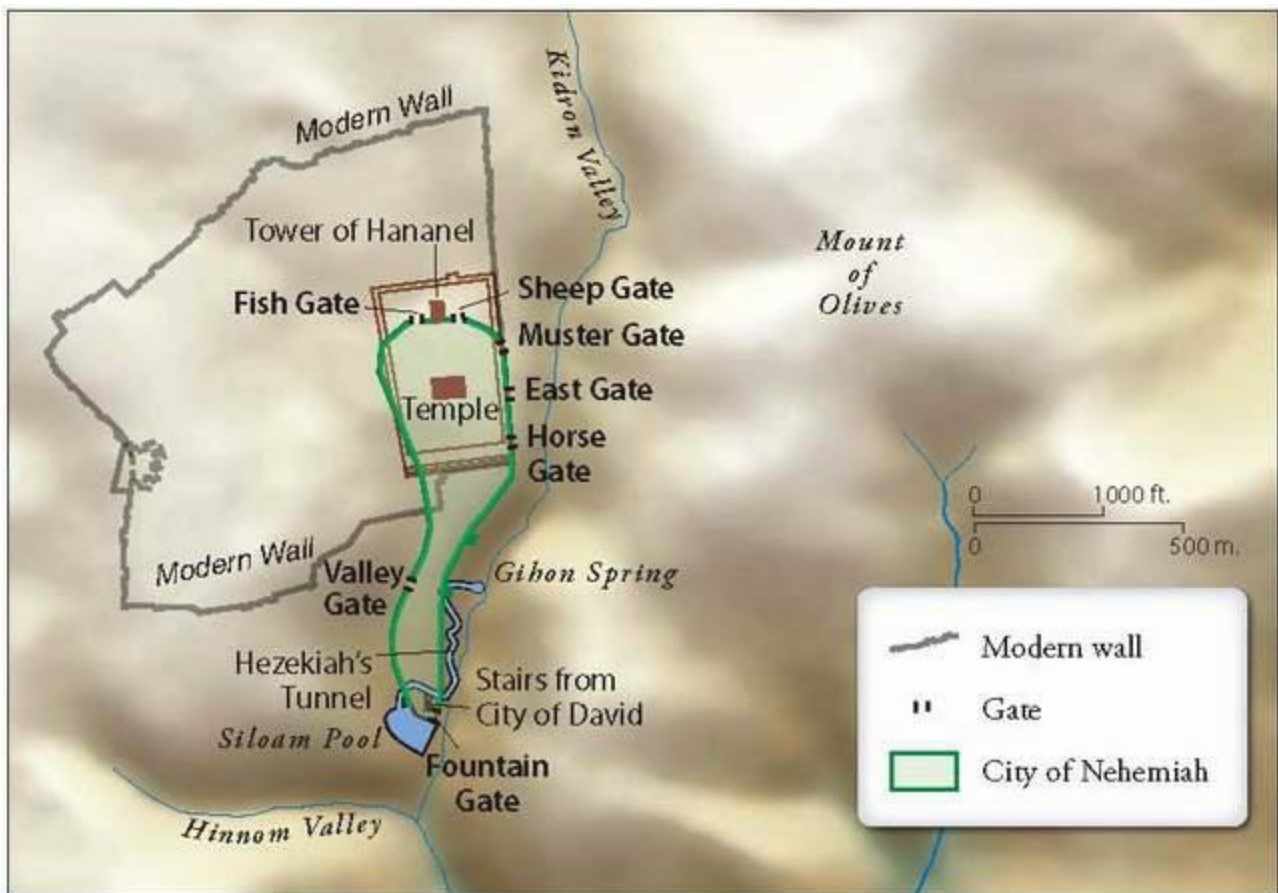 Kidron Valley
Modern Wall
Tower of Hananel
Mount
of
Olives
Fish Gate
Sheep Gate
Muster Gate
East Gate
Temple
Horse
Gate
0
1000 ft.
0
500 m.
Modern Wall
Valley
Gate
Gihon Spring
Hezekiah's
Tunnel
Stairs from
City of David
Siloam Pool
Fountain
Gate
Hinnom Valley
Modern wall
Gate
City of Nehemiah